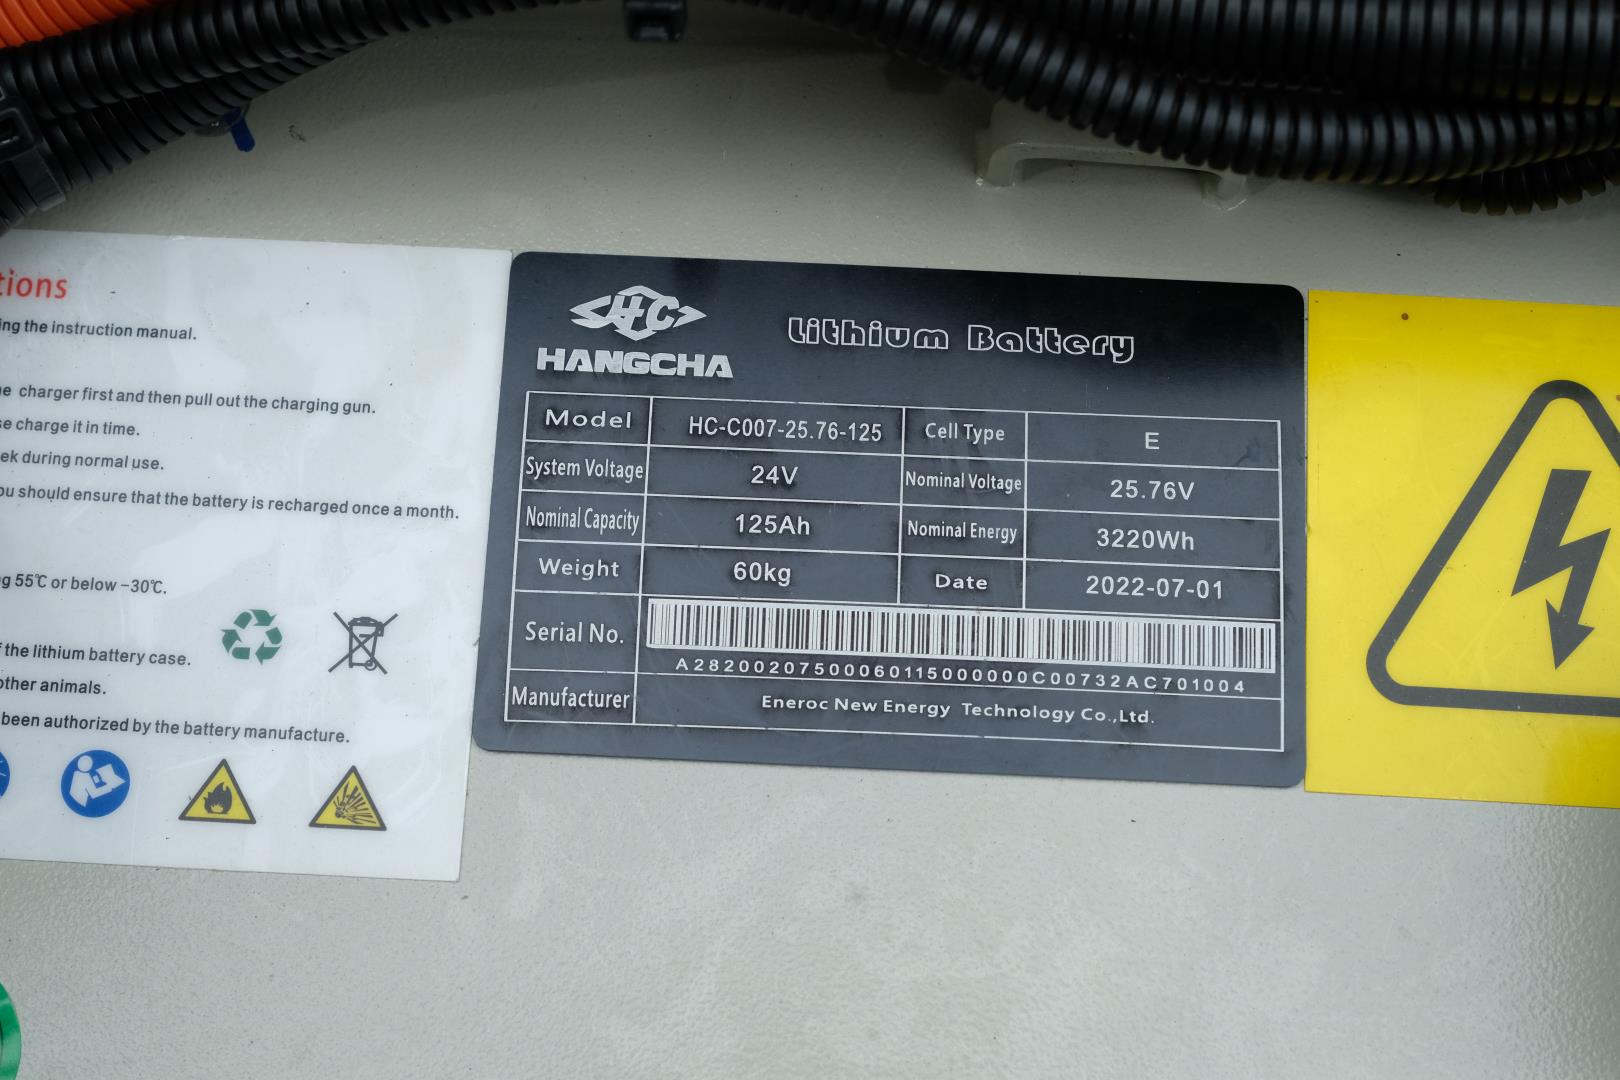 tions
ing the instruction manual.
charger first and then pull out the charging gun.
charge it in time.
ek during normal use.
ou should ensure that the battery is recharged once a month.
g 55℃ or below -30℃.
the lithium battery case.
other animals.
been authorized by the battery manufacture.
HC
HANGCHA
Lithium Battery
Model HC-C007-25.76-125 Cell Type E
System Voltage 24V Nominal Voltage 25.76V
Nominal Capacity 125Ah Nominal Energy 3220Wh
Weight 60kg Date 2022-07-01
Serial No.
A28200207500060115000000C00732AC701004
Manufacturer Eneroc New Energy Technology Co.,Ltd.